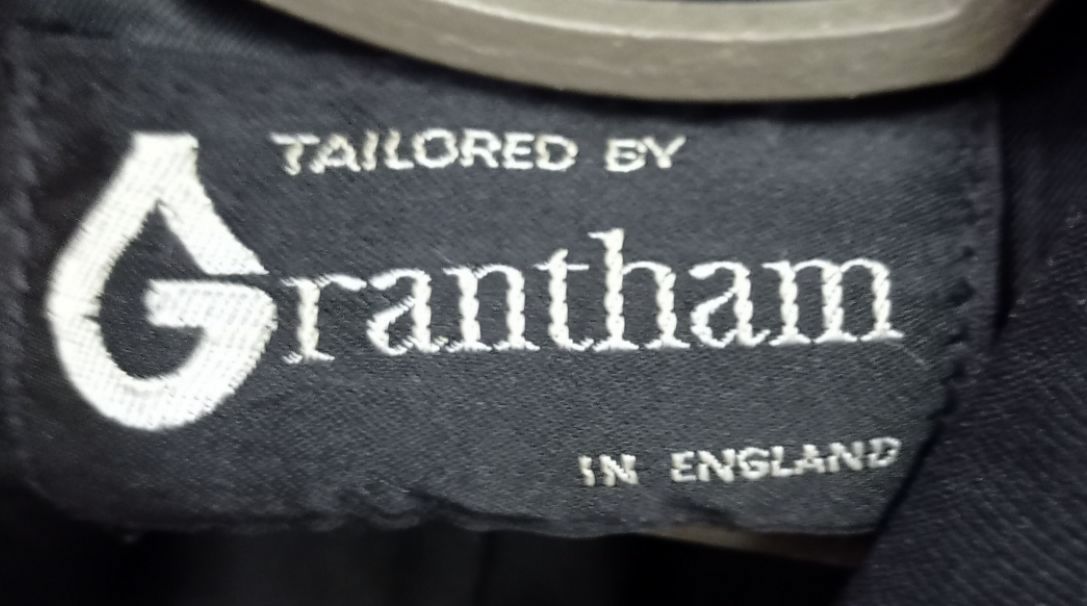 TAILORED BY
Grantham
IN ENGLAND